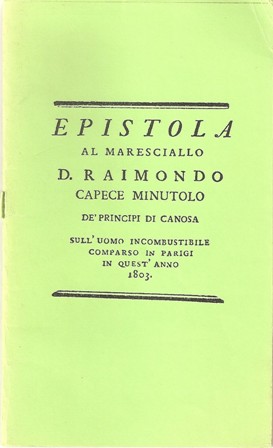 EPISTOLA
AL MARESCIALLO
D. RAIMONDO
CAPECE MINUTOLO
DE' PRINCIPI DI CANOSA
SULL'UOMO INCOMBUSTIBILE
COMPARSO IN PARIGI
IN QUEST' ANNO
1803.